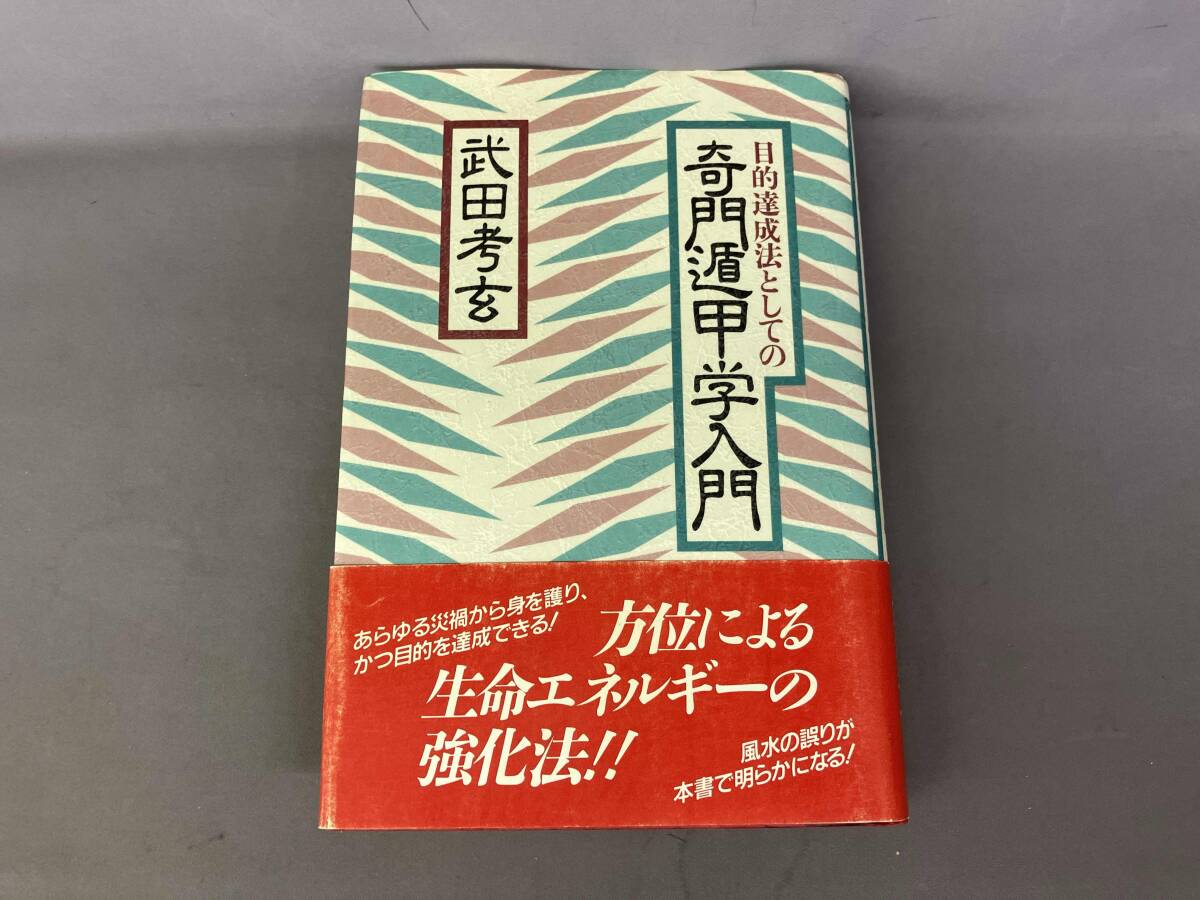 目的達成法としての
奇門遁甲学入門
武田考玄
あらゆる災禍から身を護り、
かつ目的を達成できる!
方位による
生命エネルギーの
強化法!!
風水の誤りが
本書で明らかになる!